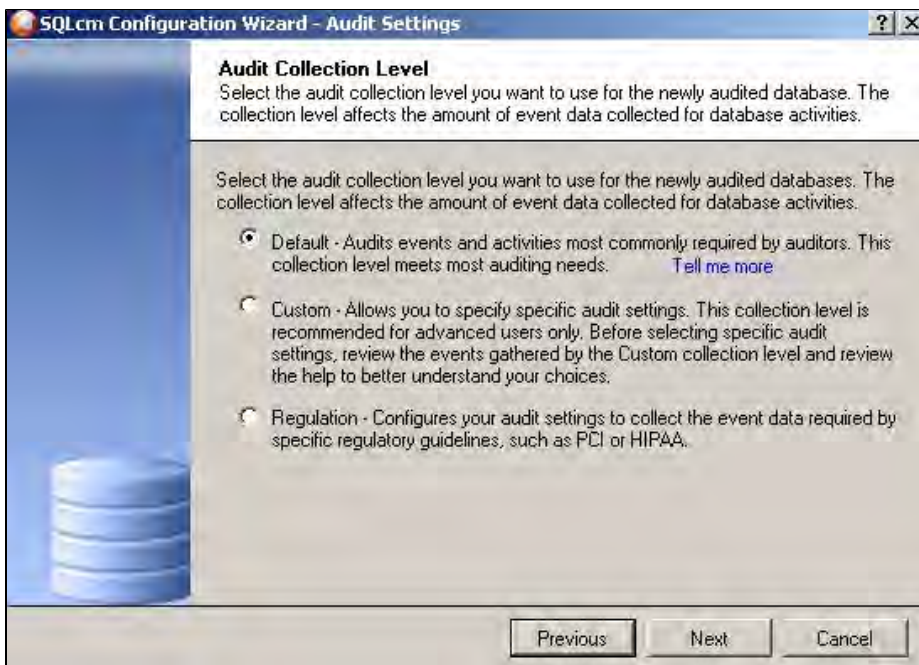 SQLcm Configuration Wizard - Audit Settings
Audit Collection Level
Select the audit collection level you want to use for the newly audited database. The
collection level affects the amount of event data collected for database activities.
Select the audit collection level you want to use for the newly audited databases. The
collection level affects the amount of event data collected for database activities.
Default - Audits events and activities most commonly required by auditors. This
collection level meets most auditing needs. Tell me more
Custom - Allows you to specify specific audit settings. This collection level is
recommended for advanced users only. Before selecting specific audit
settings, review the events gathered by the Custom collection level and review
the help to better understand your choices.
Regulation - Configures your audit settings to collect the event data required by
specific regulatory guidelines, such as PCI or HIPAA.
Previous Next Cancel